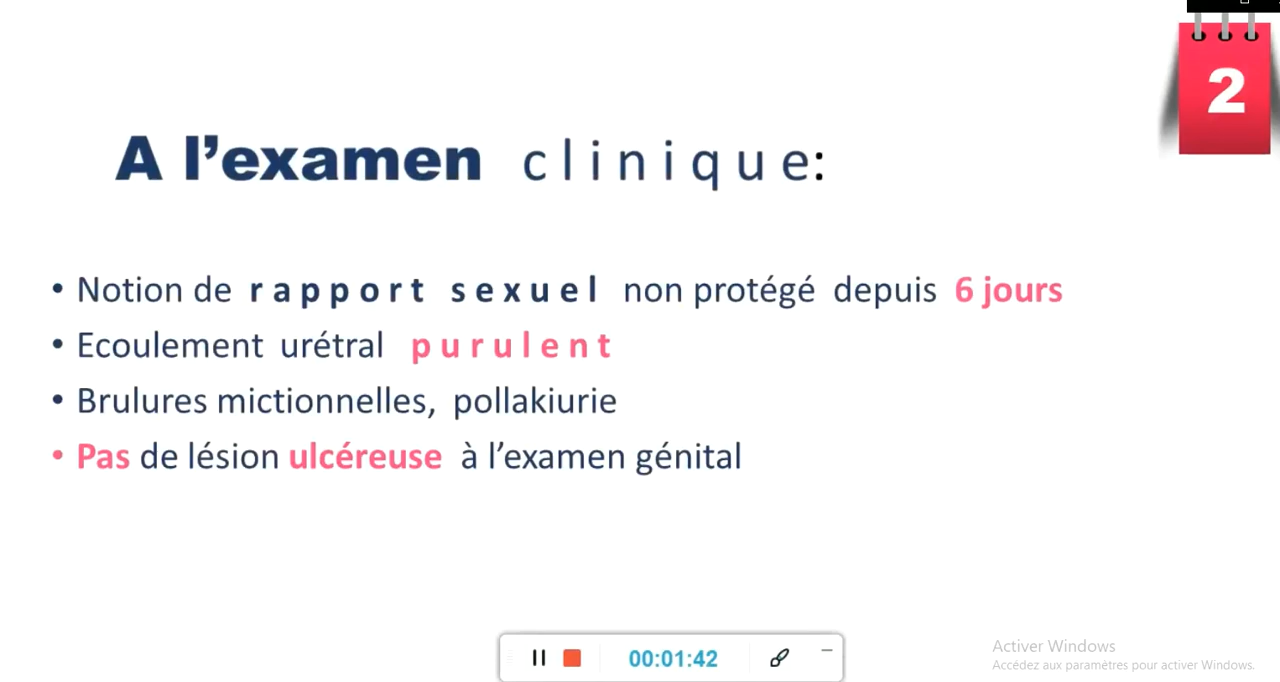 2
A l'examen clinique:
• Notion de rapport sexuel non protégé depuis 6 jours
• Ecoulement urétral purulent
• Brulures mictionnelles, pollakiurie
• Pas de lésion ulcéreuse à l'examen génital
00:01:42
Activer Windows
Accédez aux paramètres pour activer Windows.